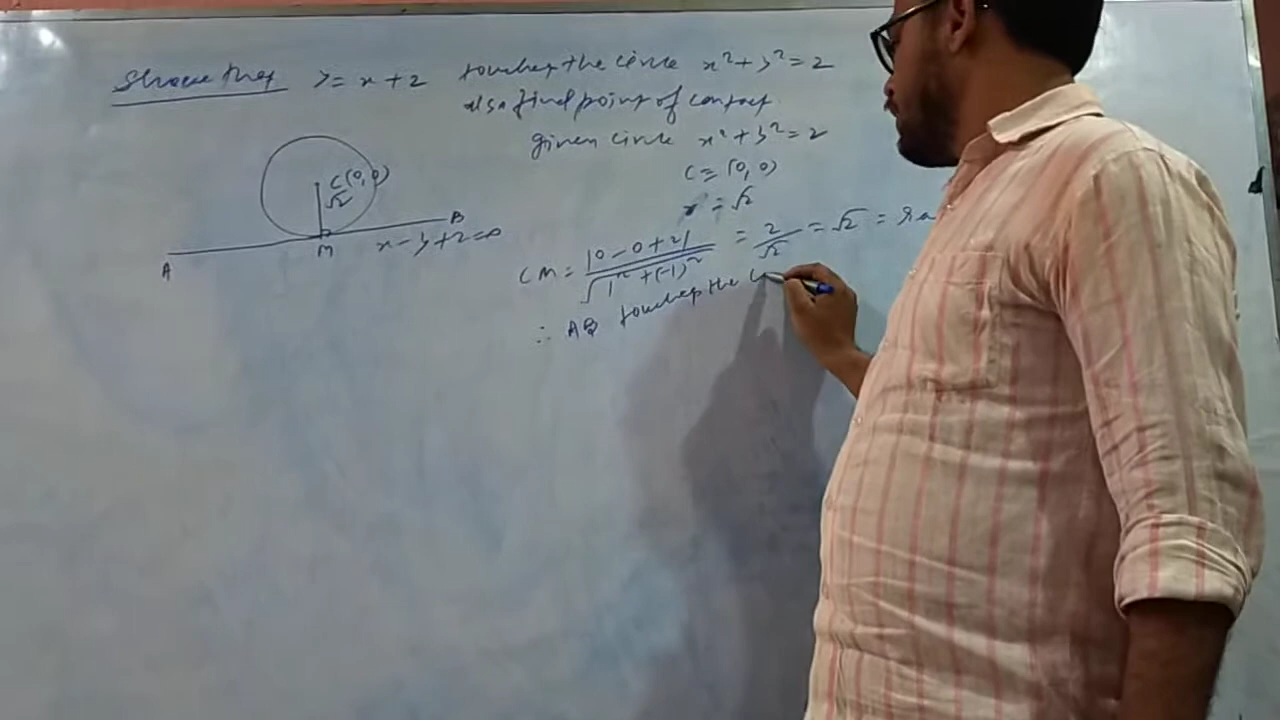 Show that y = x + 2 touches the circle x² + y² = 2
also find point of contact
given circle x² + y² = 2
C = (0, 0)
r = √2
C(0,0)
√2
A
M
B
x - y + 2 = 0
CM = |0 - 0 + 2| / √1² + (-1)² = 2/√2 = √2 = ra
∴ AB touches the